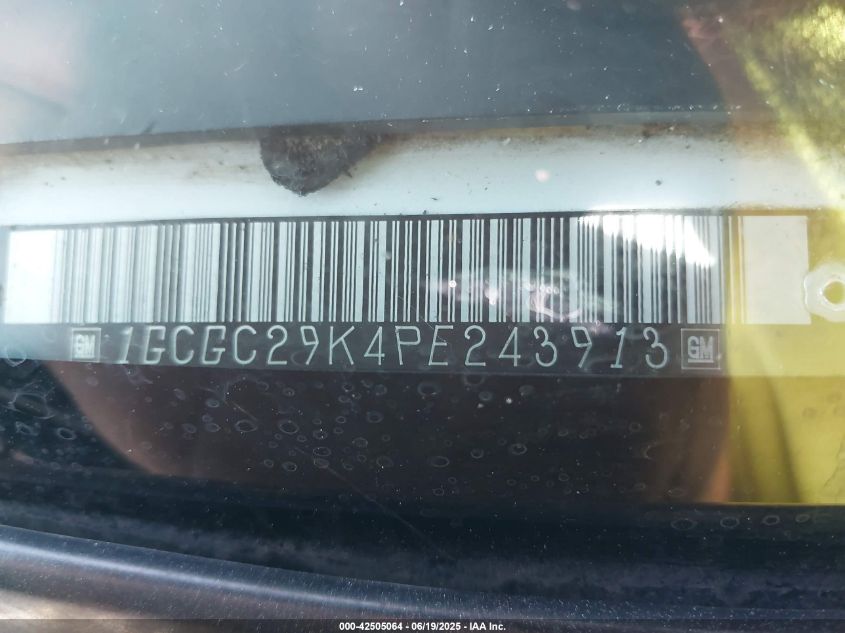 GM 1GCGC29K4PE243913 GM
000-42505064 / 06/19/2025 - IAA Inc.